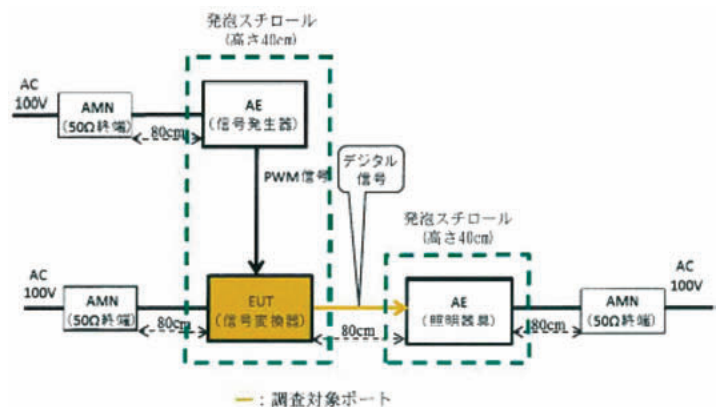 発泡スチロール
(高さ40cm)
AC
100V
AMN
(50Ω終端)
80cm
AE
(信号発生器)
PWM信号
デジタル
信号
発泡スチロール
(高さ40cm)
AC
100V
AMN
(50Ω終端)
80cm
EUT
(信号変換器)
80cm
AE
(照明器具)
80cm
AMN
(50Ω終端)
AC
100V
ー：調査対象ポート